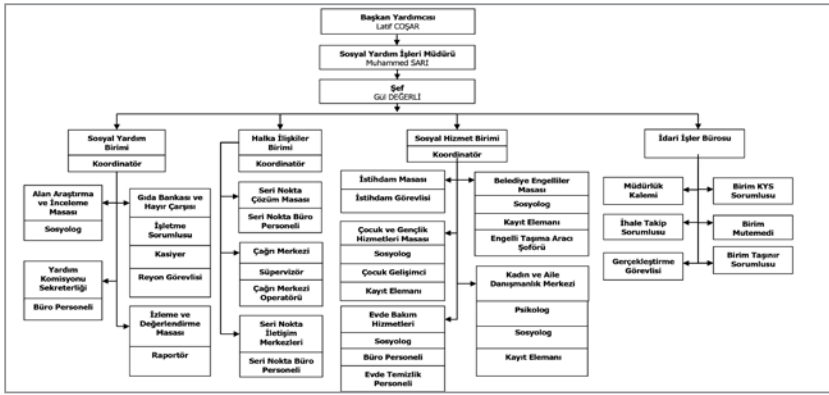 Başkan Yardımcısı
Latif COŞAR
Sosyal Yardım İşleri Müdürü
Muhammed SARI
Şef
Gül DEĞERLİ
Sosyal Yardım
Birimi
Koordinatör
Alan Araştırma
ve İnceleme
Masası
Sosyolog
Yardım
Komisyonu
Sekreterliği
Büro Personeli
Gıda Bankası ve
Hayır Çarşısı
İşletme
Sorumlusu
Kasiyer
Reyon Görevlisi
İzleme ve
Değerlendirme
Masası
Raportör
Halka İlişkiler
Birimi
Koordinatör
Seri Nokta
Çözüm Masası
Seri Nokta Büro
Personeli
Çağrı Merkezi
Süpervizör
Çağrı Merkezi
Operatörü
Seri Nokta
İletişim
Merkezleri
Seri Nokta Büro
Personeli
Sosyal Hizmet Birimi
Koordinatör
İstihdam Masası
İstihdam Görevlisi
Çocuk ve Gençlik
Hizmetleri Masası
Sosyolog
Çocuk Gelişimci
Kayıt Elemanı
Evde Bakım
Hizmetleri
Sosyolog
Büro Personeli
Evde Temizlik
Personeli
Belediye Engelliler
Masası
Sosyolog
Kayıt Elemanı
Engelli Taşıma Aracı
Şoförü
Kadın ve Aile
Danışmanlık Merkezi
Psikolog
Sosyolog
Kayıt Elemanı
İdari İşler Bürosu
Müdürlük
Kalemi
Birim KYS
Sorumlusu
İhale Takip
Sorumlusu
Birim
Mutemedi
Gerçekleştirme
Görevlisi
Birim Taşınır
Sorumlusu